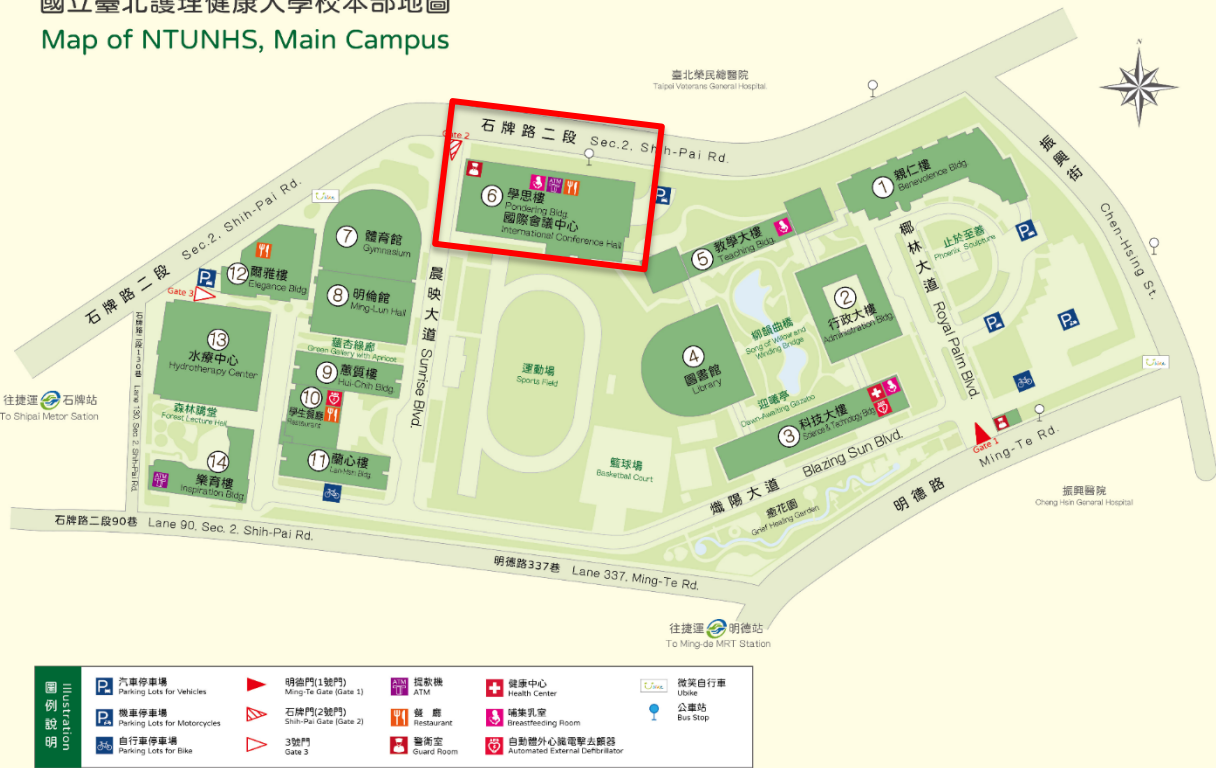 國立臺北護理健康大學校本部地圖
Map of NTUNHS, Main Campus
N
臺北榮民總醫院
Taipei Veterans General Hospital
石牌路二段 Sec.2, Shih-Pai Rd.
Gate 2
ATM
⑥ 學思樓
Pondering Bldg.
國際會議中心
International Conference Hall
① 親仁樓
Benevolence Bldg.
振興街
Chen-Hsing St.
石牌路二段 Sec.2, Shih-Pai Rd.
Ubike
⑦ 體育館
Gymnasium
⑤ 教學大樓
Teaching Bldg.
止於至善
Phoenix Sculpture
椰林大道 Royal Palm Blvd.
⑫ 爾雅樓
Elegance Bldg.
Gate 3
⑧ 明倫館
Ming-Lun Hall
晨映大道 Sunrise Blvd.
② 行政大樓
Administration Bldg.
柳韻曲橋
Song of Willow and
Winding Bridge
⑬
水療中心
Hydrotherapy Center
石牌路二段130巷 Lane 130, Sec. 2, Shih-Pai Rd.
蘊杏綠廊
Green Gallery with Apricot
④
圖書館
Library
運動場
Sports Field
Ubike
⑨ 蕙質樓
Hui-Chih Bldg.
往捷運 石牌站
To Shipai Metor Sation
⑩
學生餐廳
Restaurant
森林講堂
Forest Lecture Hall
迎曦亭
Dawn-Awaiting Gazebo
③ 科技大樓
Science & Technology Bldg.
Gate 1
Ming-Te Rd.
明德路
熾陽大道 Blazing Sun Blvd.
⑭
樂育樓
Inspiration Bldg.
ATM
⑪ 蘭心樓
Lan-Hsin Bldg.
籃球場
Basketball Court
癒花園
Grief Healing Garden
振興醫院
Cheng Hsin General Hospital
石牌路二段90巷 Lane 90, Sec. 2, Shih-Pai Rd.
明德路337巷 Lane 337, Ming-Te Rd.
往捷運 明德站
To Ming-de MRT Station
圖例說明 Illustration
汽車停車場
Parking Lots for Vehicles
機車停車場
Parking Lots for Motorcycles
自行車停車場
Parking Lots for Bike
明德門(1號門)
Ming-Te Gate (Gate 1)
石牌門(2號門)
Shih-Pai Gate (Gate 2)
3號門
Gate 3
ATM 提款機
ATM
餐 廳
Restaurant
警衛室
Guard Room
健康中心
Health Center
哺集乳室
Breastfeeding Room
自動體外心臟電擊去顫器
Automated External Defibrillator
Ubike 微笑自行車
Ubike
公車站
Bus Stop